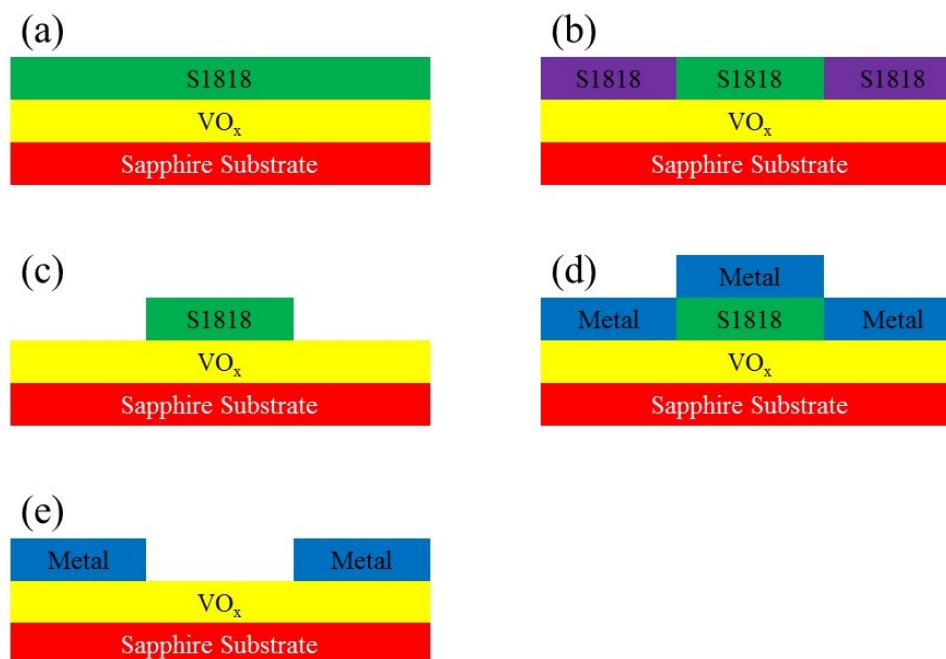 (a)
S1818
VOₓ
Sapphire Substrate
(b)
S1818 S1818 S1818
VOₓ
Sapphire Substrate
(c)
S1818
VOₓ
Sapphire Substrate
(d)
Metal
Metal S1818 Metal
VOₓ
Sapphire Substrate
(e)
Metal Metal
VOₓ
Sapphire Substrate